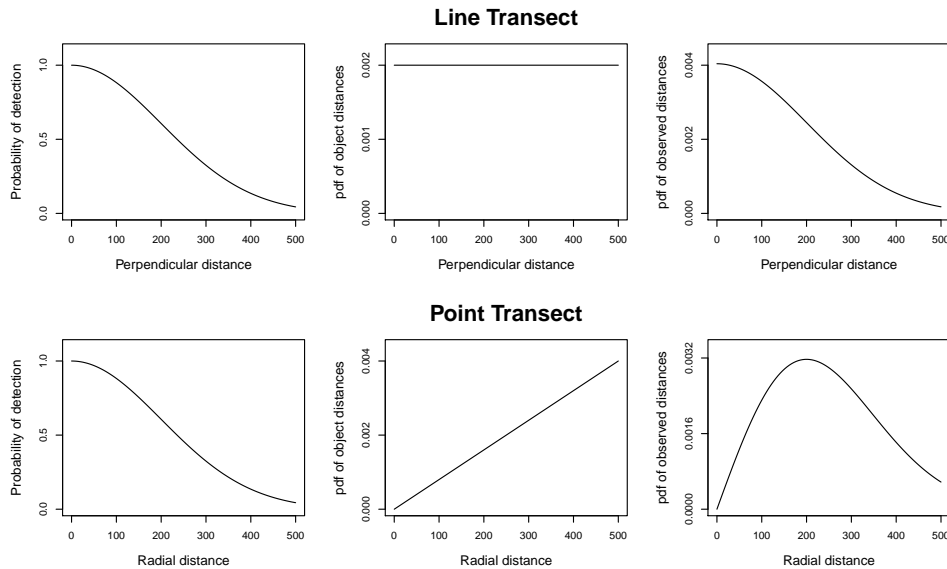 Line Transect
Probability of detection
0.0 0.5 1.0
0 100 200 300 400 500
Perpendicular distance
pdf of object distances
0.000 0.001 0.002
0 100 200 300 400 500
Perpendicular distance
pdf of observed distances
0.000 0.002 0.004
0 100 200 300 400 500
Perpendicular distance
Point Transect
Probability of detection
0.0 0.5 1.0
0 100 200 300 400 500
Radial distance
pdf of object distances
0.000 0.002 0.004
0 100 200 300 400 500
Radial distance
pdf of observed distances
0.0000 0.0016 0.0032
0 100 200 300 400 500
Radial distance